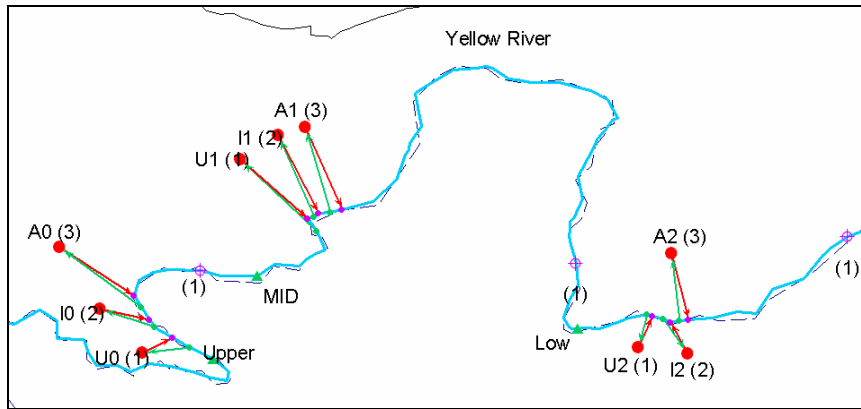 Yellow River
A1 (3)
I1 (2)
U1 (1)
A0 (3)
A2 (3)
(1)
(1)
(1)
MID
I0 (2)
Low
U0 (1)
Upper
U2 (1)
I2 (2)